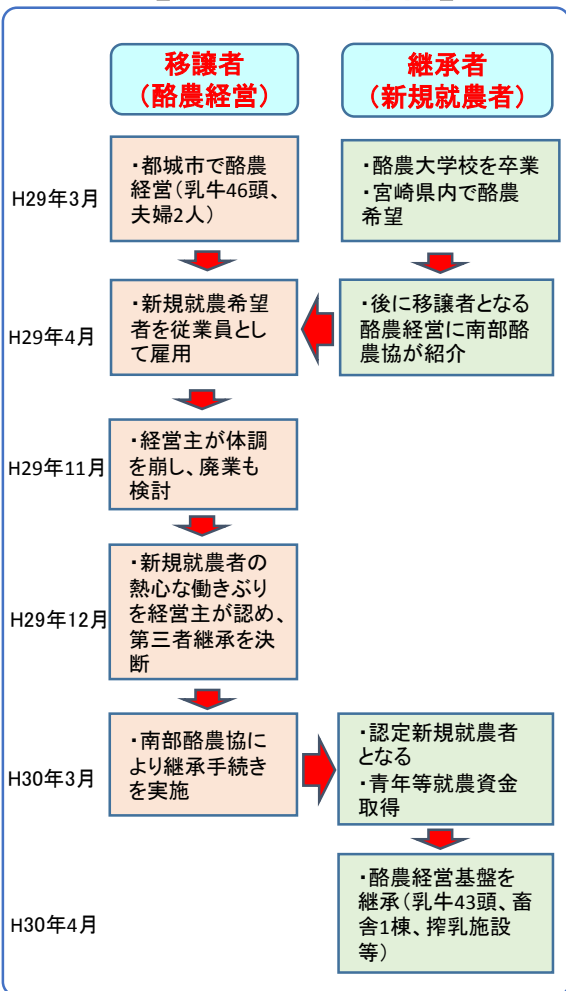 移譲者
(酪農経営)
継承者
(新規就農者)
H29年3月
・都城市で酪農
経営(乳牛46頭、
夫婦2人)
・酪農大学校を卒業
・宮崎県内で酪農
希望
H29年4月
・新規就農希望
者を従業員とし
て雇用
・後に移譲者となる
酪農経営に南部酪
農協が紹介
H29年11月
・経営主が体調
を崩し、廃業も
検討
H29年12月
・新規就農者の
熱心な働きぶり
を経営主が認め、
第三者継承を決
断
H30年3月
・南部酪農協に
より継承手続き
を実施
・認定新規就農者
となる
・青年等就農資金
取得
H30年4月
・酪農経営基盤を
継承(乳牛43頭、畜
舎1棟、搾乳施設
等)